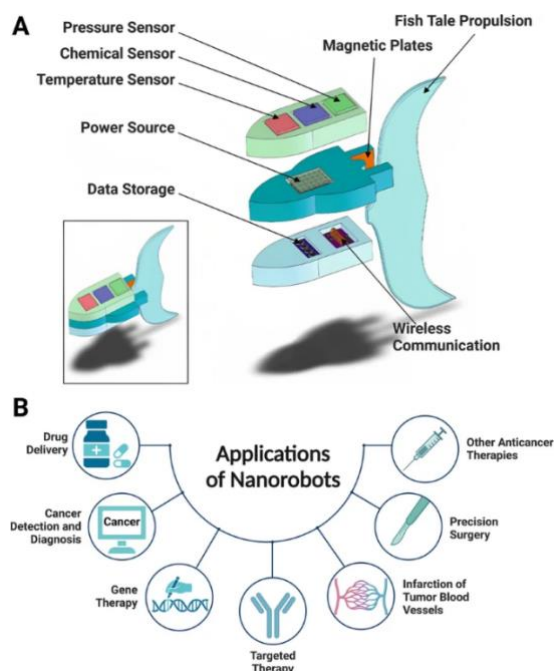 A
Pressure Sensor
Chemical Sensor
Temperature Sensor
Power Source
Data Storage
Fish Tale Propulsion
Magnetic Plates
Wireless
Communication
B
Applications
of Nanorobots
Drug
Delivery
Cancer
Detection and
Diagnosis
Cancer
Gene
Therapy
Targeted
Therapy
Infarction of
Tumor Blood
Vessels
Precision
Surgery
Other Anticancer
Therapies